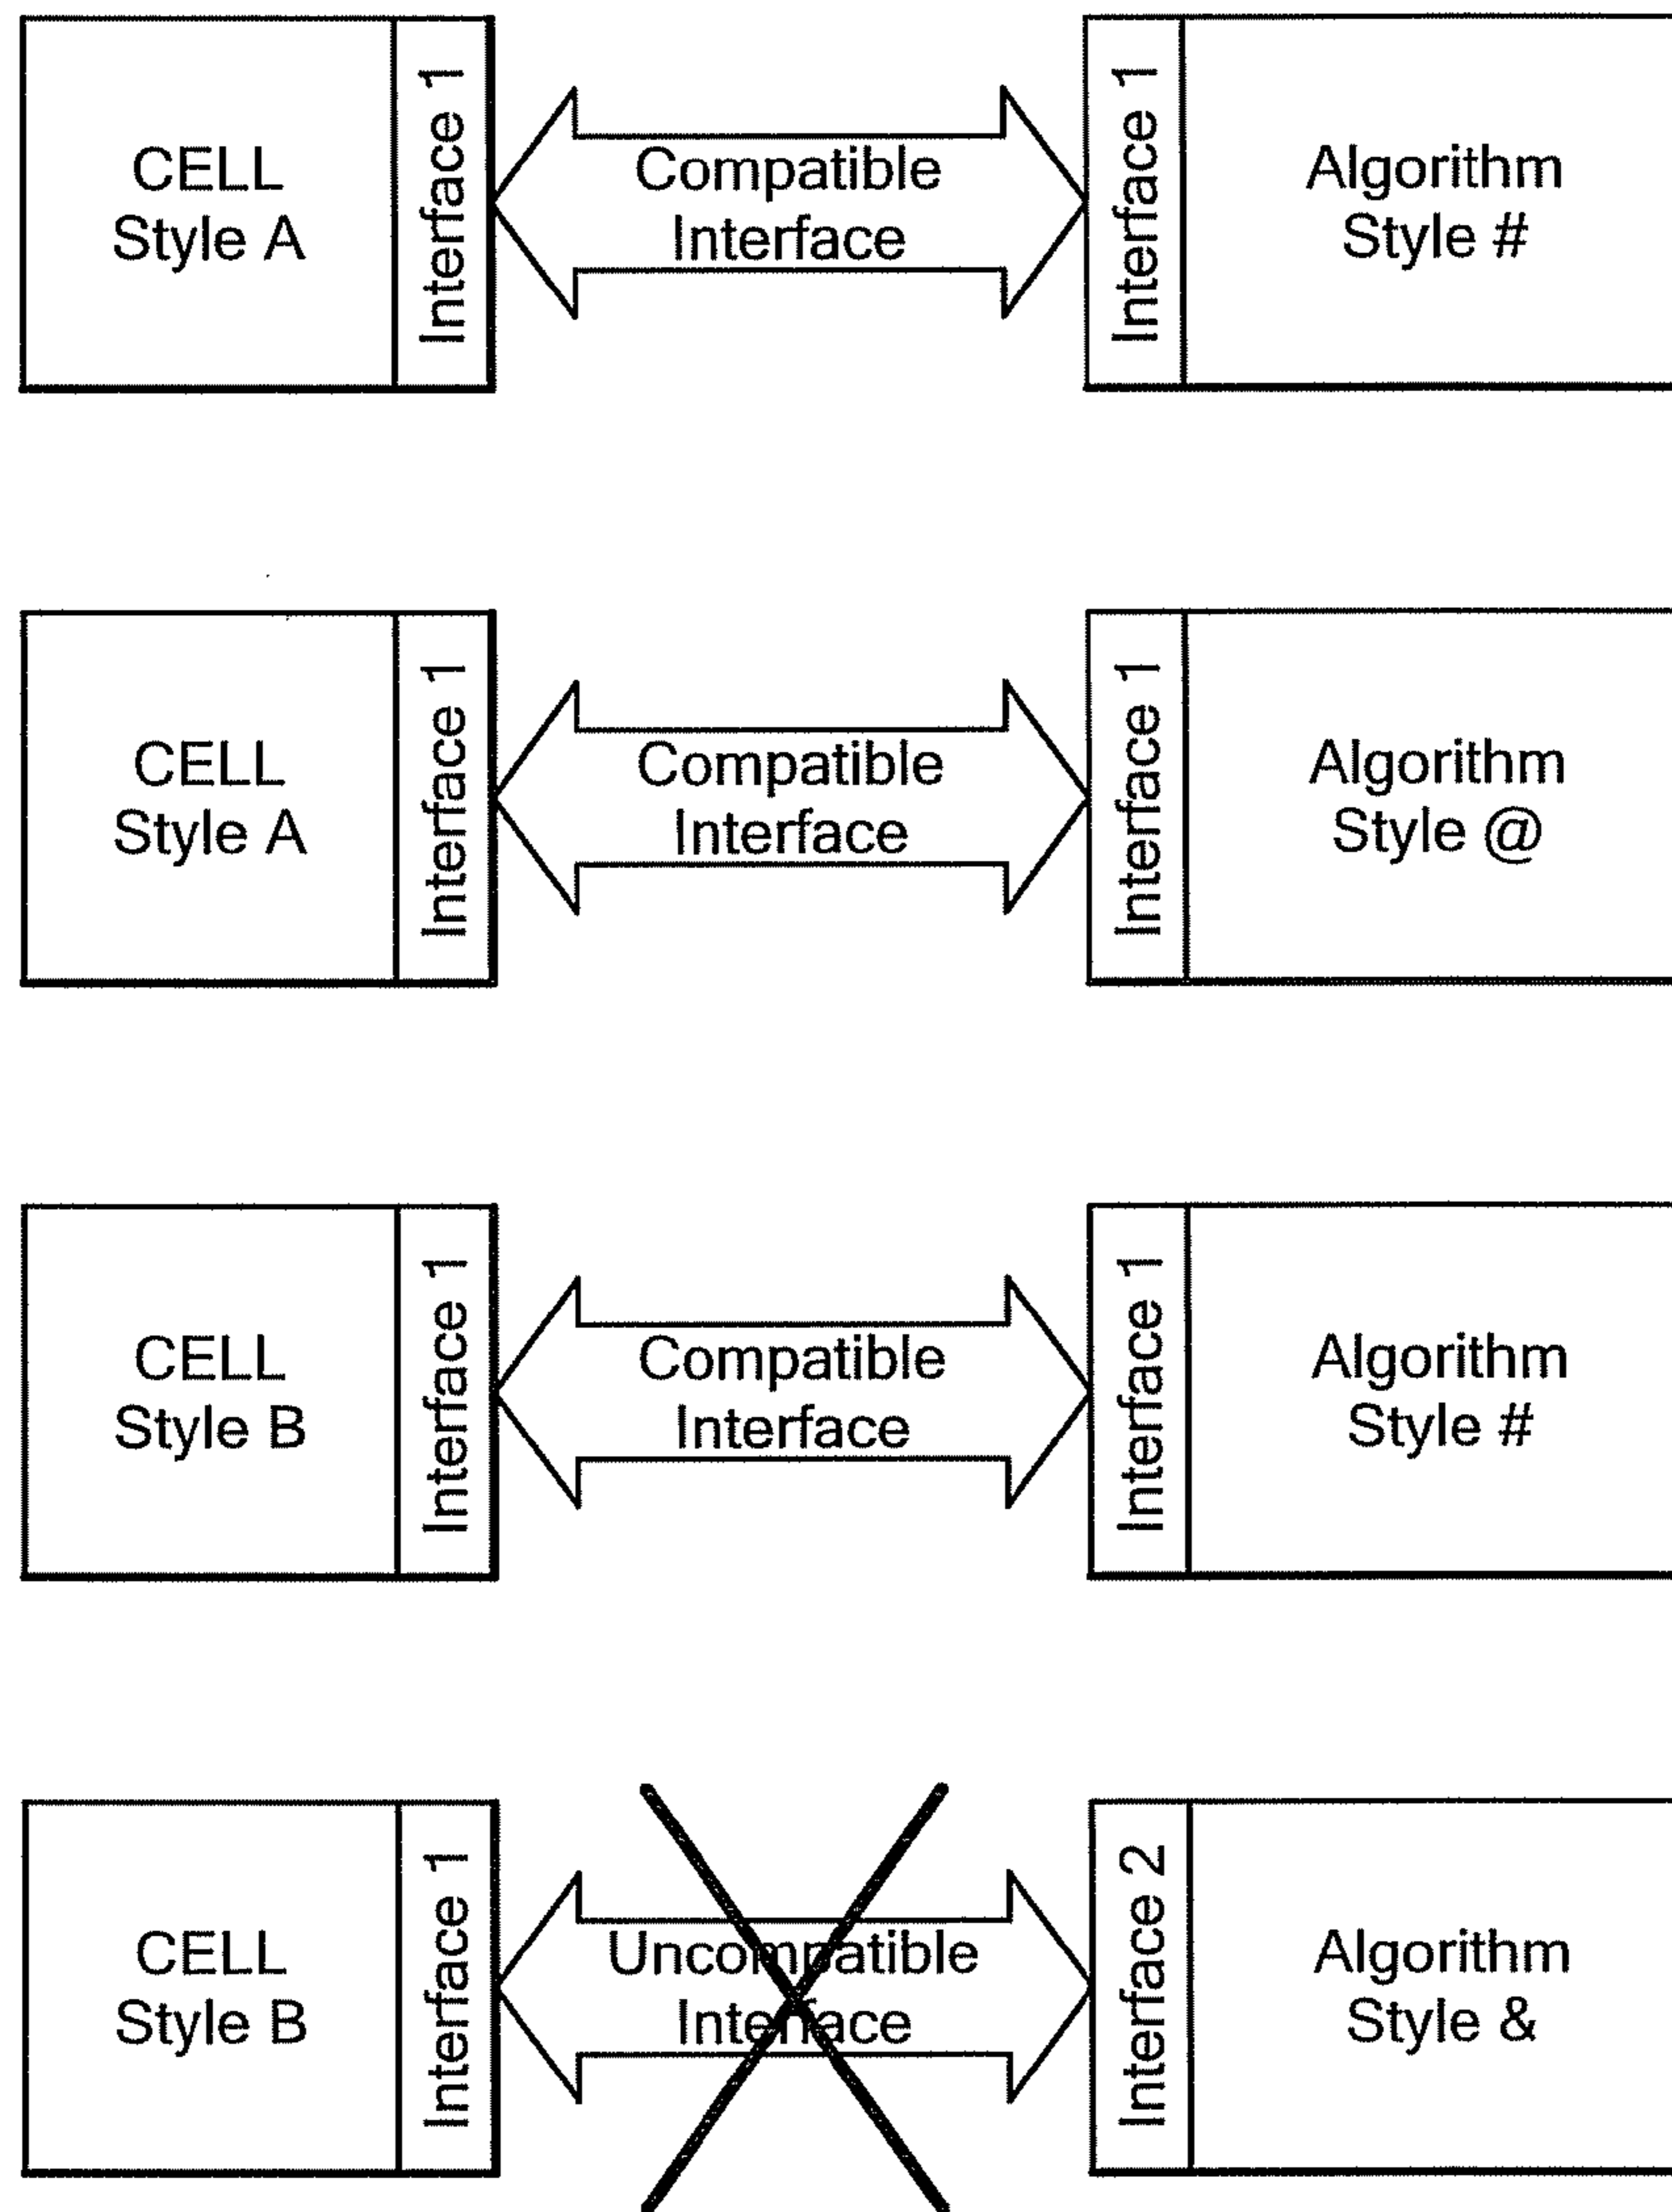 CELL
Style A
Interface 1
Compatible
Interface
Interface 1
Algorithm
Style #
CELL
Style A
Interface 1
Compatible
Interface
Interface 1
Algorithm
Style @
CELL
Style B
Interface 1
Compatible
Interface
Interface 1
Algorithm
Style #
CELL
Style B
Interface 1
Uncompatible
Interface
Interface 2
Algorithm
Style &